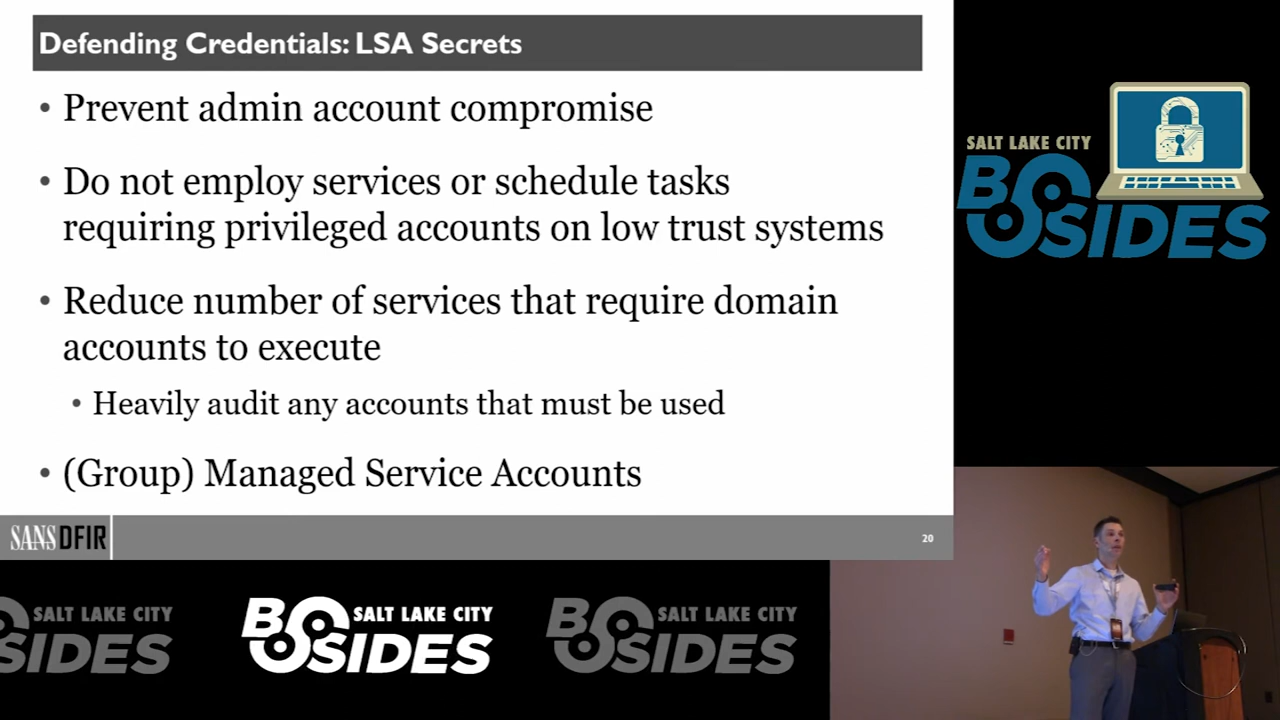 Defending Credentials: LSA Secrets
• Prevent admin account compromise
• Do not employ services or schedule tasks
requiring privileged accounts on low trust systems
• Reduce number of services that require domain
accounts to execute
• Heavily audit any accounts that must be used
• (Group) Managed Service Accounts
SANS DFIR
20
SALT LAKE CITY
BSIDES
SALT LAKE CITY
SIDES
SALT LAKE CITY
BSIDES
SALT LAKE CITY
BSIDES